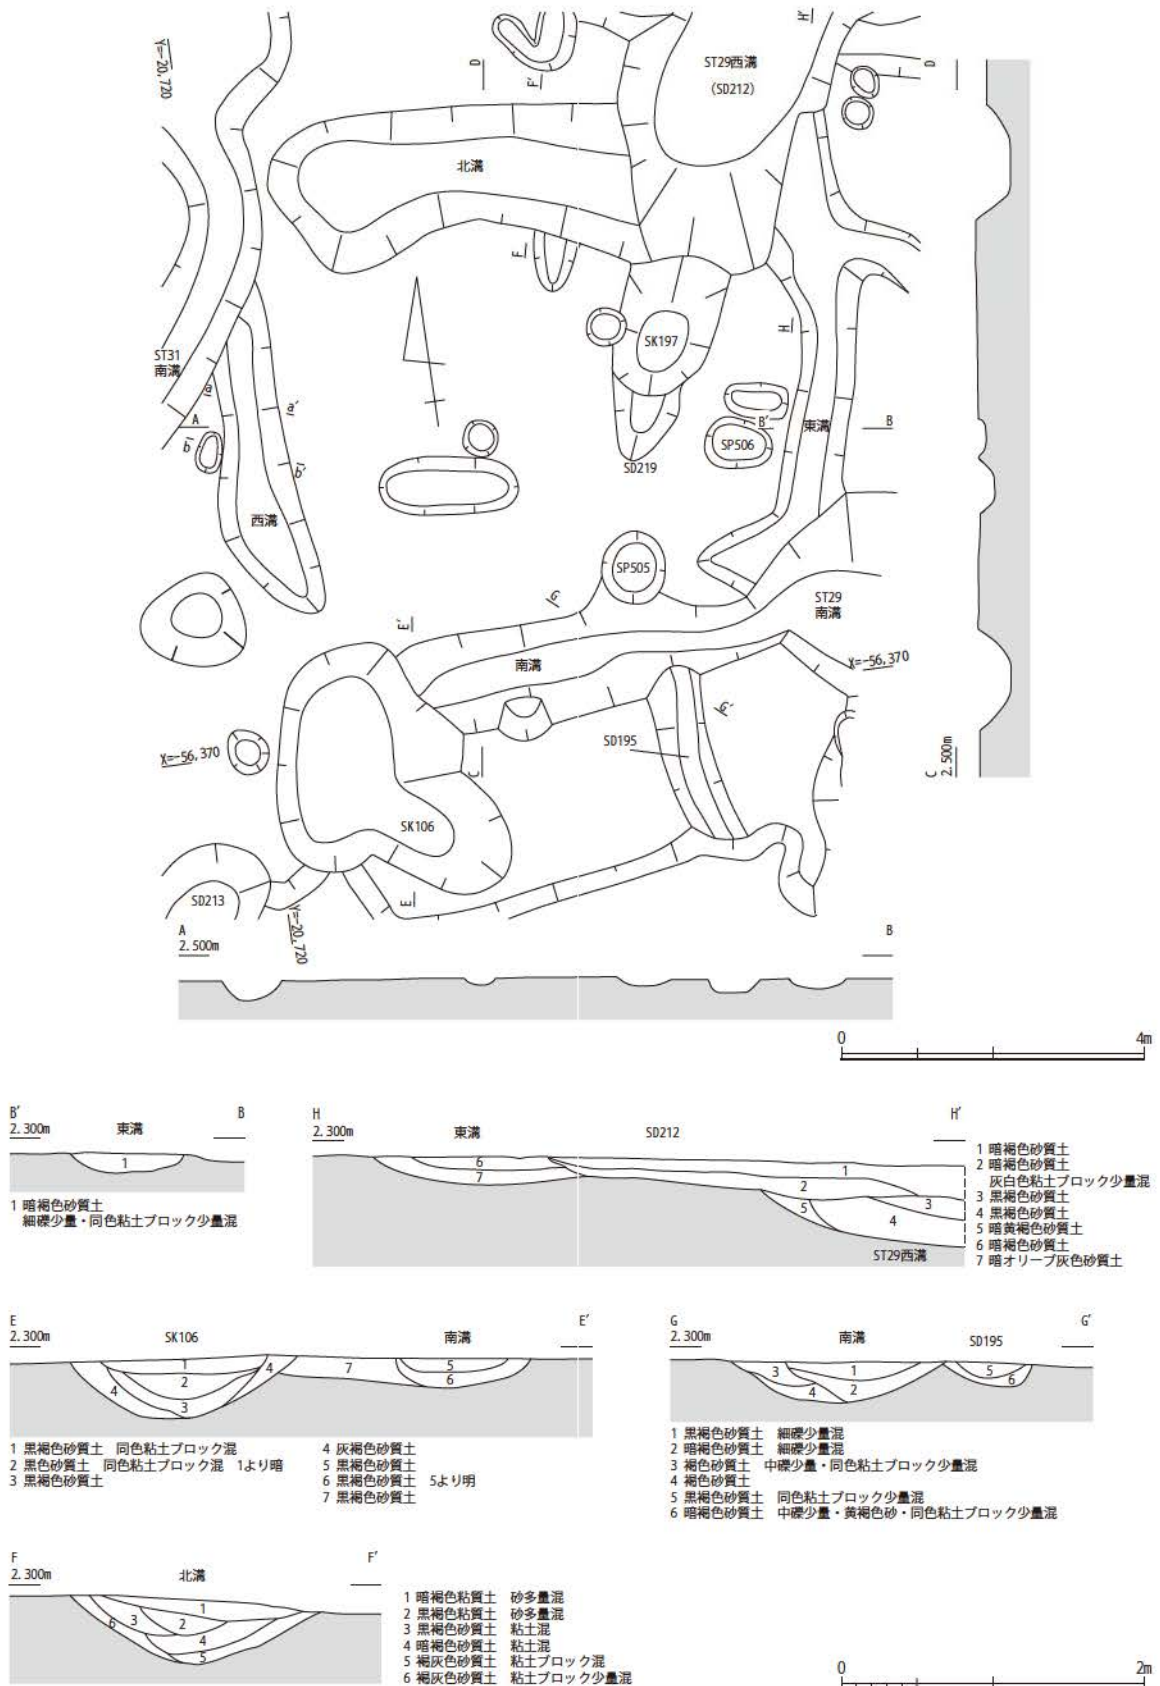 Y=-20,720
D
F'
ST29西溝
(SD212)
H'
D
北溝
F
H
SK197
ST31
南溝
a
a'
A
b
b'
B'
東溝
B
SP506
SD219
西溝
SP505
G
ST29
南溝
E'
南溝
X=-56,370
G'
SD195
X=-56,370
C
C
2.500m
SK106
SD213
E
Y=-20,720
A
2.500m
B
0
4m
B'
2.300m
東溝
B
1
1 暗褐色砂質土
細礫少量・同色粘土ブロック少量混
H
2.300m
東溝
SD212
H'
6
7
1
2
3
4
5
ST29西溝
1 暗褐色砂質土
2 暗褐色砂質土
灰白色粘土ブロック少量混
3 黒褐色砂質土
4 黒褐色砂質土
5 暗黄褐色砂質土
6 暗褐色砂質土
7 暗オリーブ灰色砂質土
E
2.300m
SK106
南溝
E'
1
2
3
4
4
7
5
6
1 黒褐色砂質土 同色粘土ブロック混
2 黒色砂質土 同色粘土ブロック混 1より暗
3 黒褐色砂質土
4 灰褐色砂質土
5 黒褐色砂質土
6 黒褐色砂質土 5より明
7 黒褐色砂質土
G
2.300m
南溝
SD195
G'
3
1
4
2
5
6
1 黒褐色砂質土 細礫少量混
2 暗褐色砂質土 細礫少量混
3 褐色砂質土 中礫少量・同色粘土ブロック少量混
4 褐色砂質土
5 黒褐色砂質土 同色粘土ブロック少量混
6 暗褐色砂質土 中礫少量・黄褐色砂・同色粘土ブロック少量混
F
2.300m
北溝
F'
1
2
3
4
5
6
1 暗褐色粘質土 砂多量混
2 黒褐色粘質土 砂多量混
3 黒褐色砂質土 粘土混
4 暗褐色砂質土 粘土混
5 褐灰色砂質土 粘土ブロック混
6 褐灰色砂質土 粘土ブロック少量混
0
2m